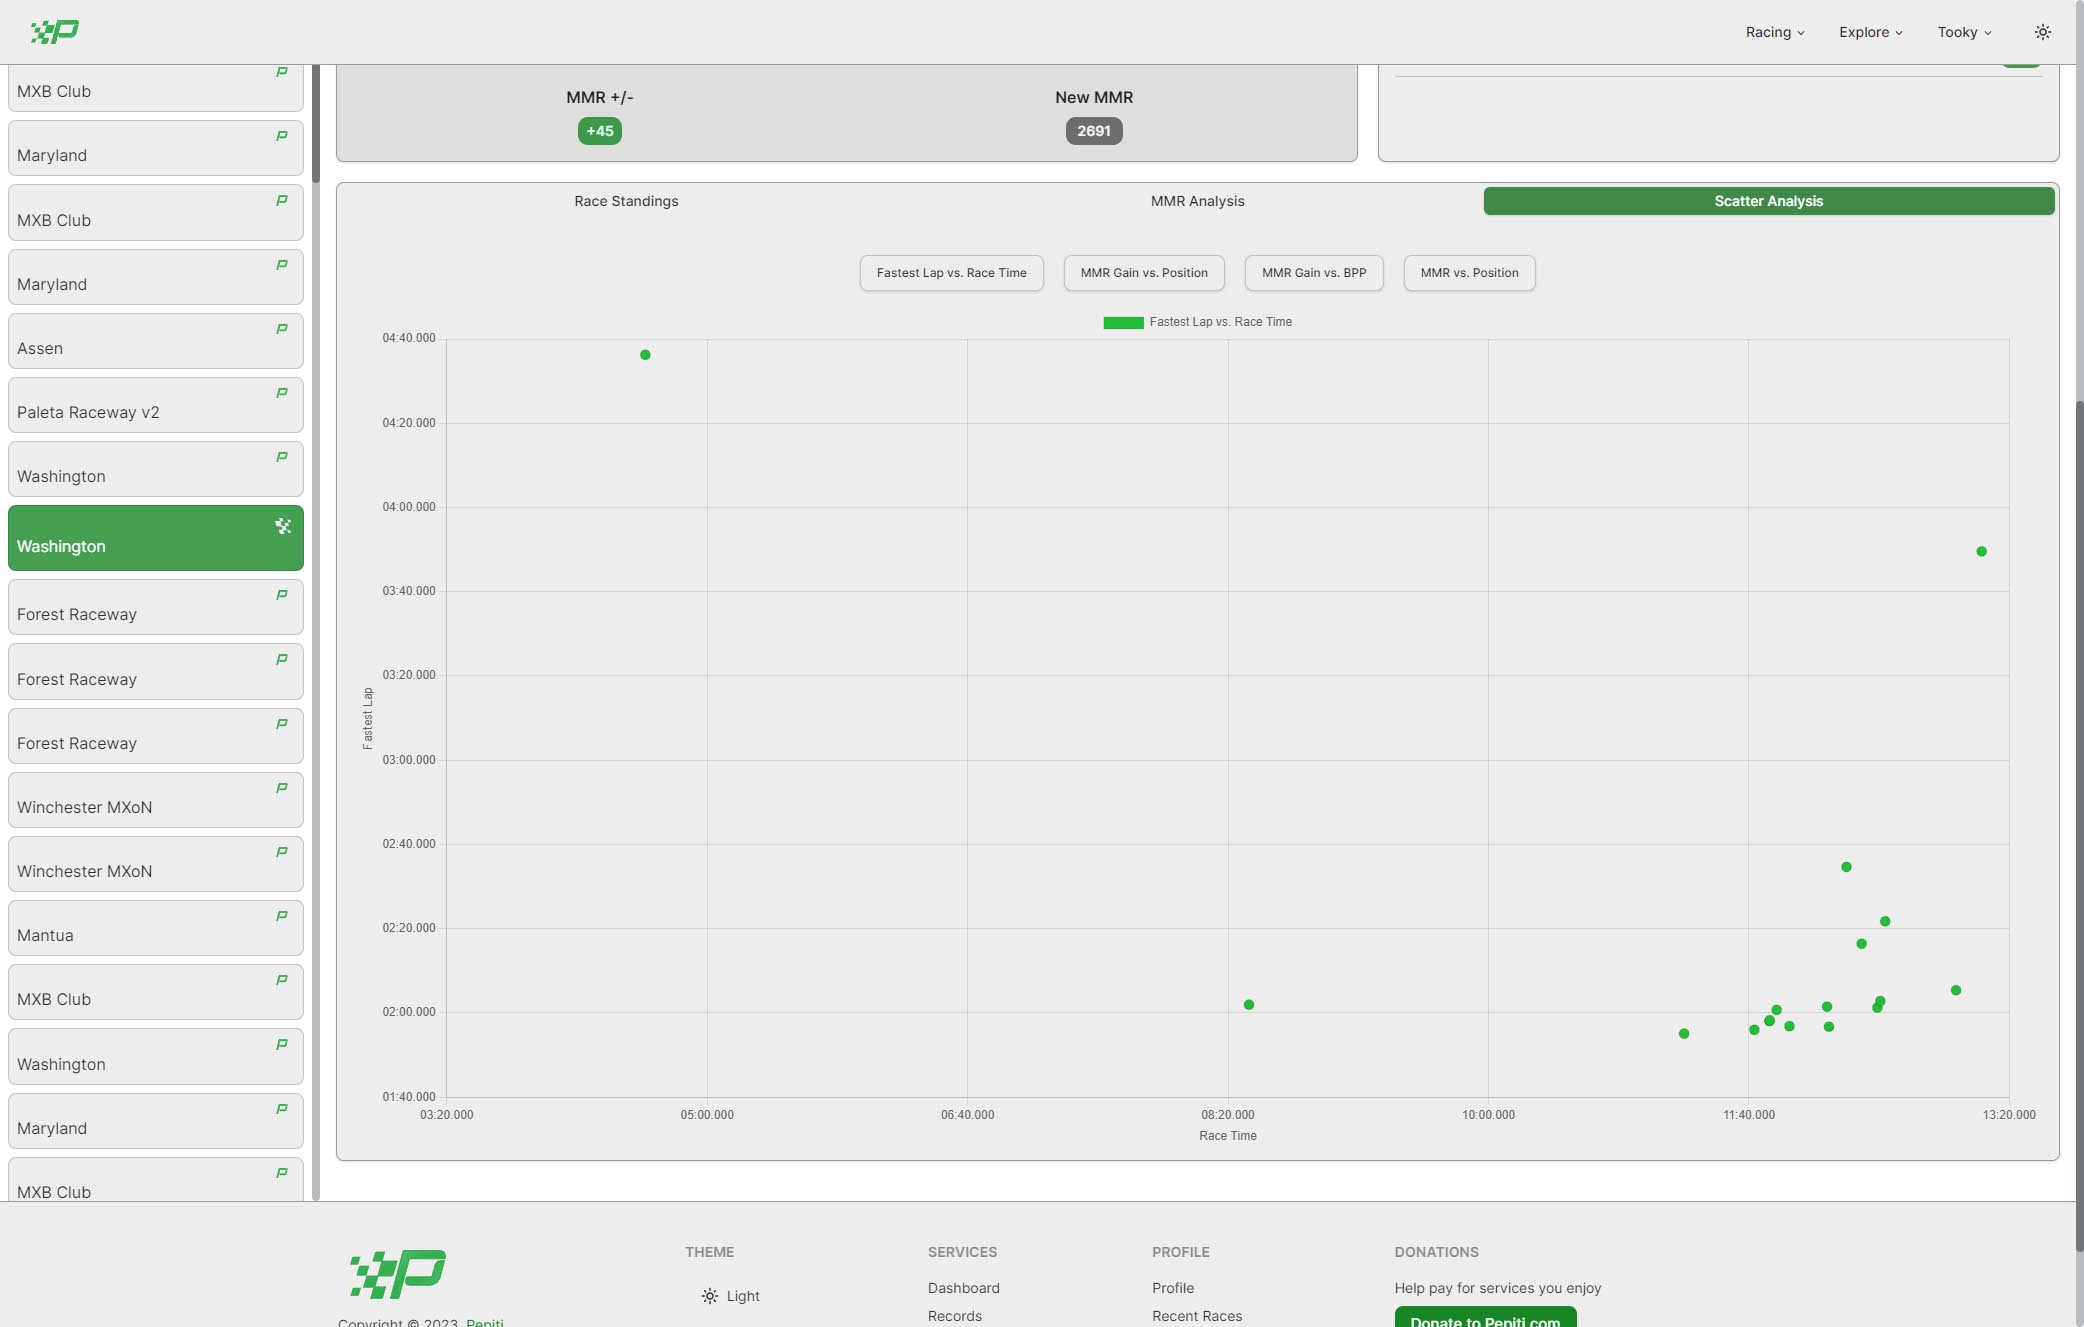 Racing
Explore
Tooky
MXB Club
Maryland
MXB Club
Maryland
Assen
Paleta Raceway v2
Washington
Washington
Forest Raceway
Forest Raceway
Forest Raceway
Winchester MXoN
Winchester MXoN
Mantua
MXB Club
Washington
Maryland
MXB Club
MMR +/-
New MMR
+45
2691
Race Standings
MMR Analysis
Scatter Analysis
Fastest Lap vs. Race Time
MMR Gain vs. Position
MMR Gain vs. BPP
MMR vs. Position
Fastest Lap vs. Race Time
04:40.000
04:20.000
04:00.000
03:40.000
03:20.000
Fastest Lap
03:00.000
02:40.000
02:20.000
02:00.000
01:40.000
03:20.000
05:00.000
06:40.000
08:20.000
10:00.000
11:40.000
13:20.000
Race Time
Copyright © 2023, Pepiti
THEME
Light
SERVICES
Dashboard
Records
PROFILE
Profile
Recent Races
DONATIONS
Help pay for services you enjoy
Donate to Pepiti.com